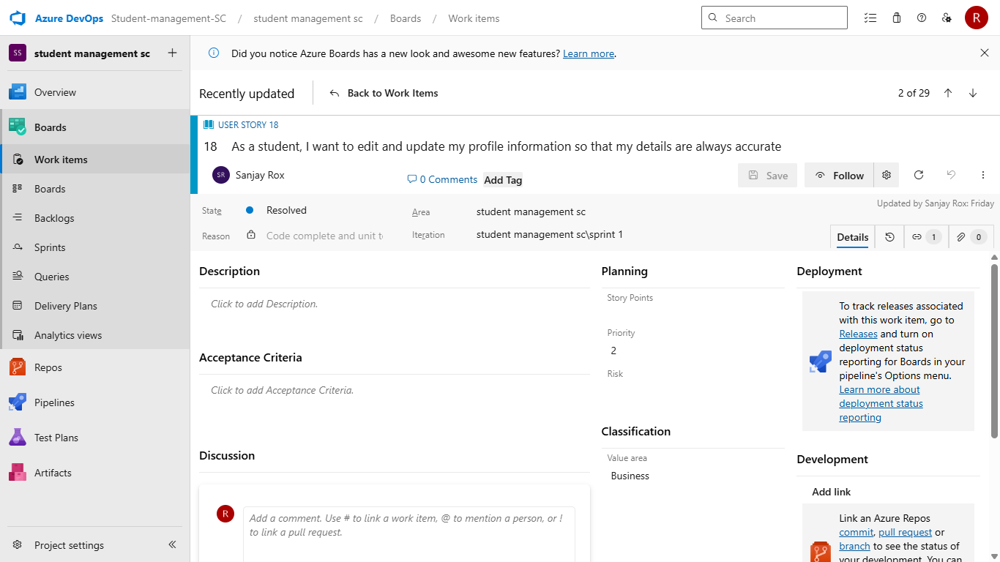 Azure DevOps Student-management-SC / student management sc / Boards / Work items
Search
R
SS student management sc
Did you notice Azure Boards has a new look and awesome new features? Learn more.
Overview
Boards
Work items
Boards
Backlogs
Sprints
Queries
Delivery Plans
Analytics views
Repos
Pipelines
Test Plans
Artifacts
Project settings
Recently updated
Back to Work Items
2 of 29
USER STORY 18
18 As a student, I want to edit and update my profile information so that my details are always accurate
SR Sanjay Rox
0 Comments
Add Tag
Save
Follow
State
Resolved
Area
student management sc
Updated by Sanjay Rox: Friday
Reason
Code complete and unit t
Iteration
student management sc\sprint 1
Details
1
0
Description
Click to add Description.
Acceptance Criteria
Click to add Acceptance Criteria.
Discussion
R
Add a comment. Use # to link a work item, @ to mention a person, or !
to link a pull request.
Planning
Story Points
Priority
2
Risk
Classification
Value area
Business
Deployment
To track releases associated
with this work item, go to
Releases and turn on
deployment status
reporting for Boards in your
pipeline's Options menu.
Learn more about
deployment status
reporting
Development
Add link
Link an Azure Repos
commit, pull request or
branch to see the status of
your development. You can